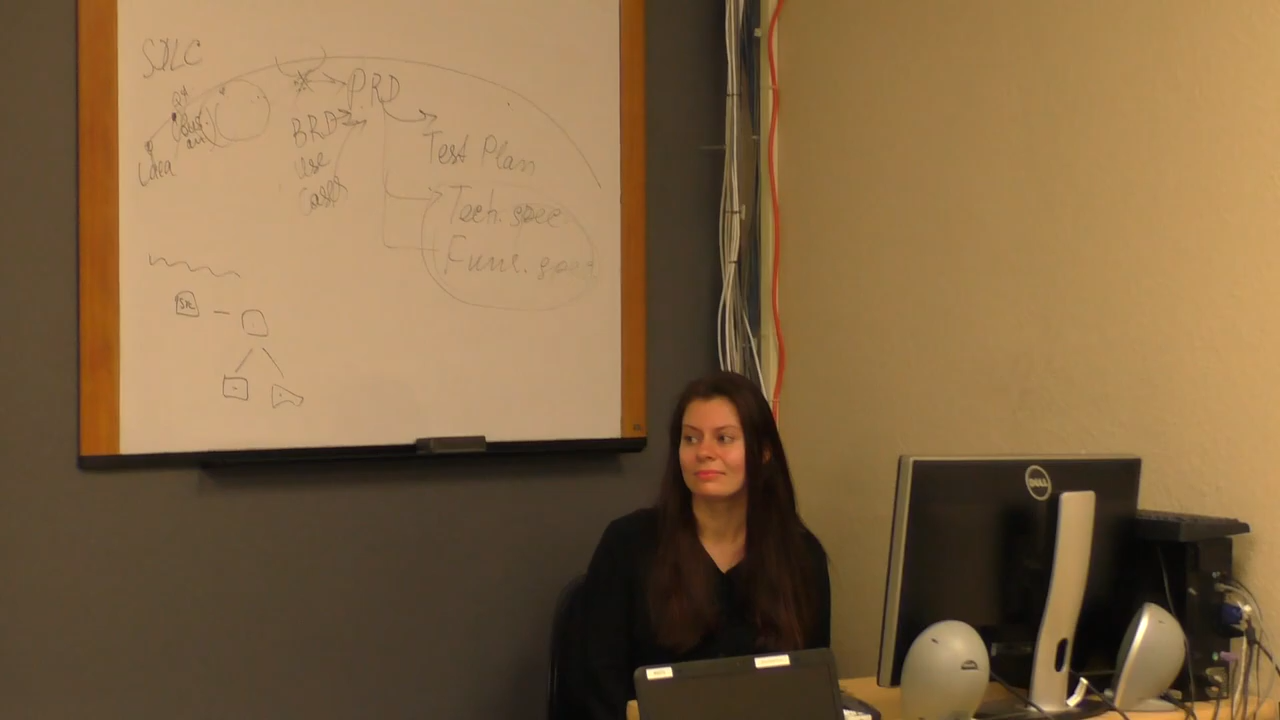 SDLC
PRD
BRD
Use
Cases
Idea
Test Plan
Tech. spec
Func. spec
DELL